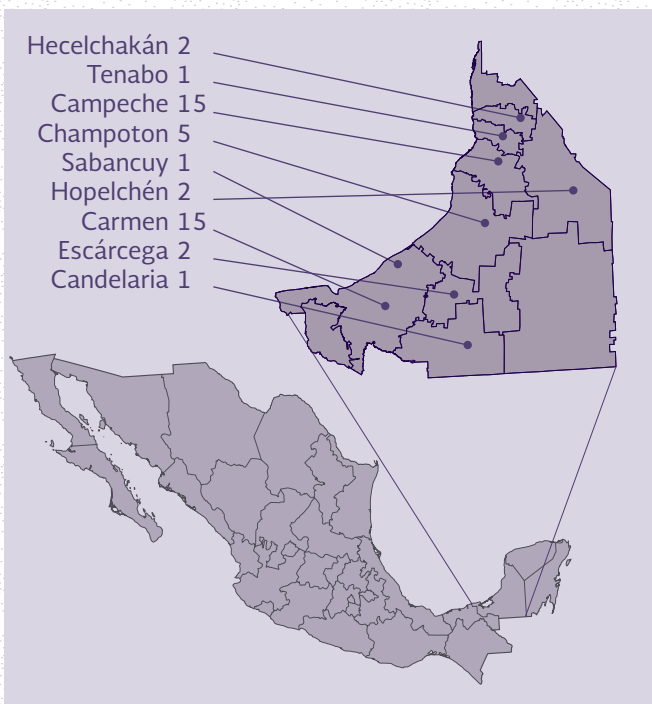 Hecelchakán 2
Tenabo 1
Campeche 15
Champoton 5
Sabancuy 1
Hopelchén 2
Carmen 15
Escárcega 2
Candelaria 1